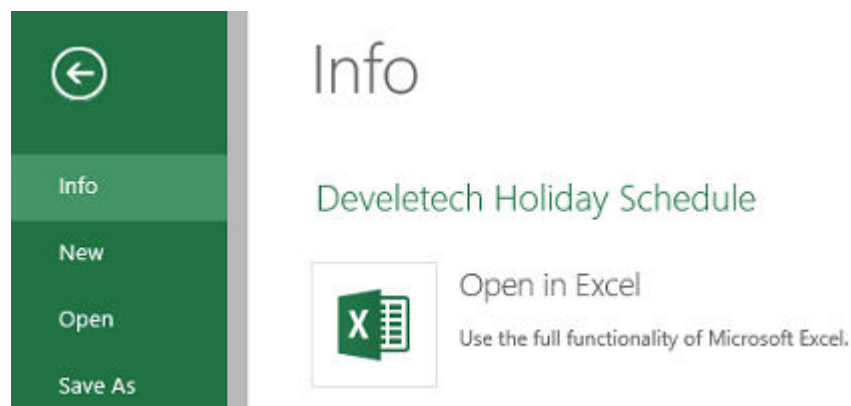 Info
Info
New
Open
Save As
Develetech Holiday Schedule
X
Open in Excel
Use the full functionality of Microsoft Excel.